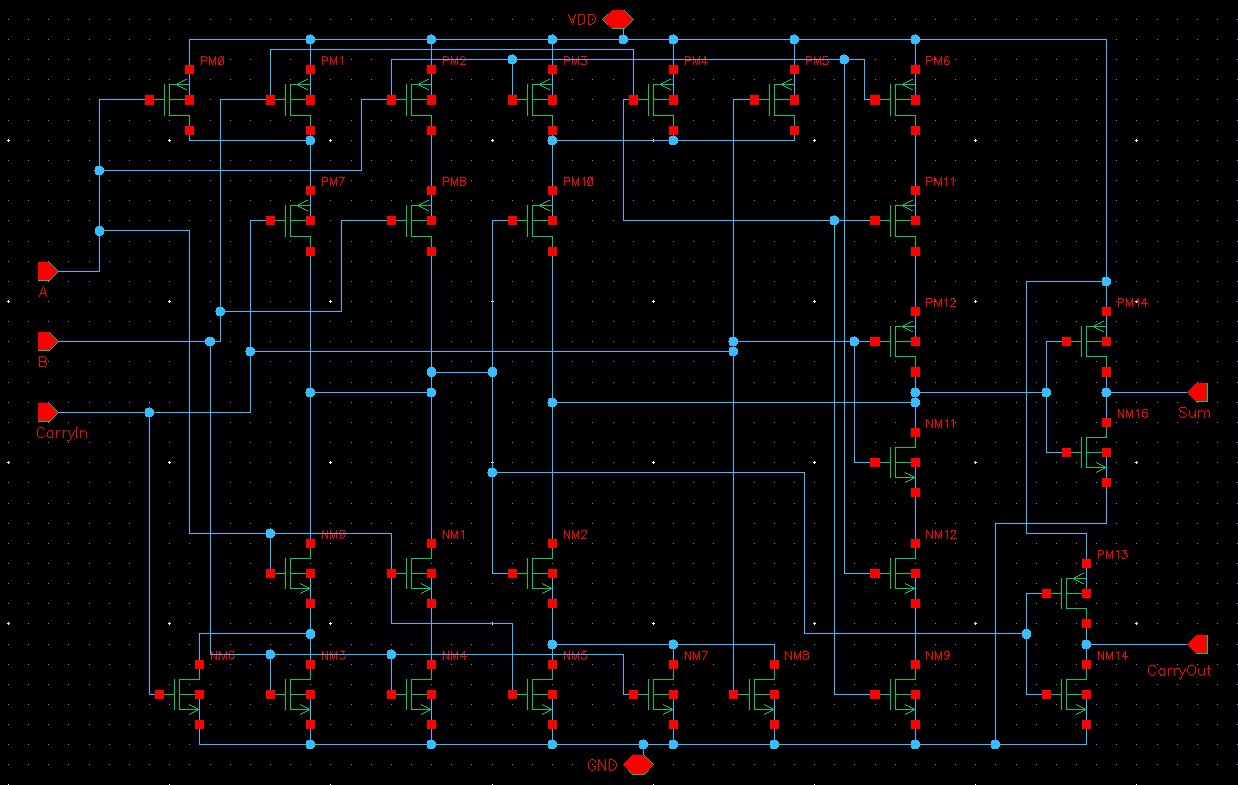 VDD
PM0 PM1 PM2 PM3 PM4 PM5 PM6
PM7 PM8 PM10 PM11
A
PM12 PM14
B
Sum
NM16
NM11
CarryIn
NM0 NM1 NM2 NM12
PM13
NM6 NM3 NM4 NM5 NM7 NM8 NM9 NM14
CarryOut
GND